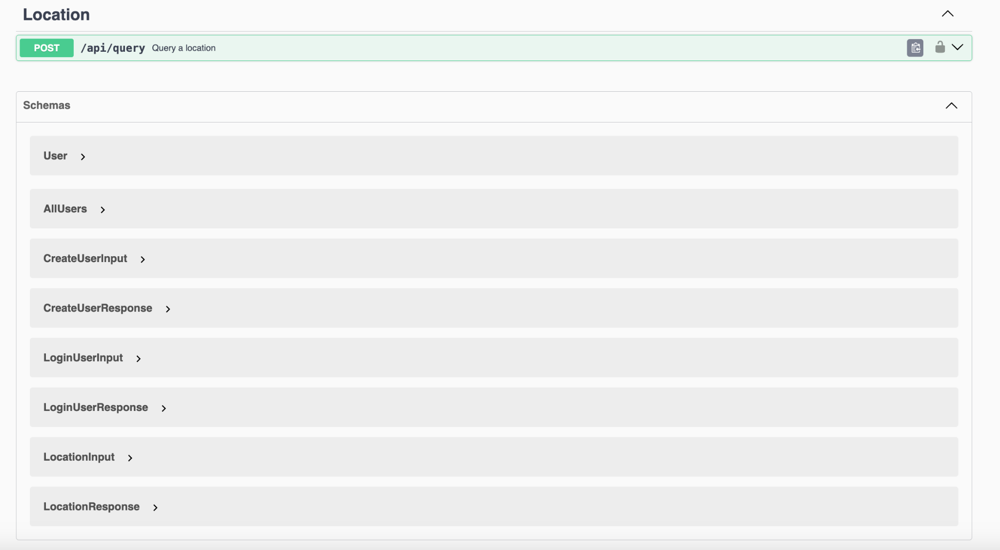 Location
POST /api/query Query a location
Schemas
User
AllUsers
CreateUserInput
CreateUserResponse
LoginUserInput
LoginUserResponse
LocationInput
LocationResponse